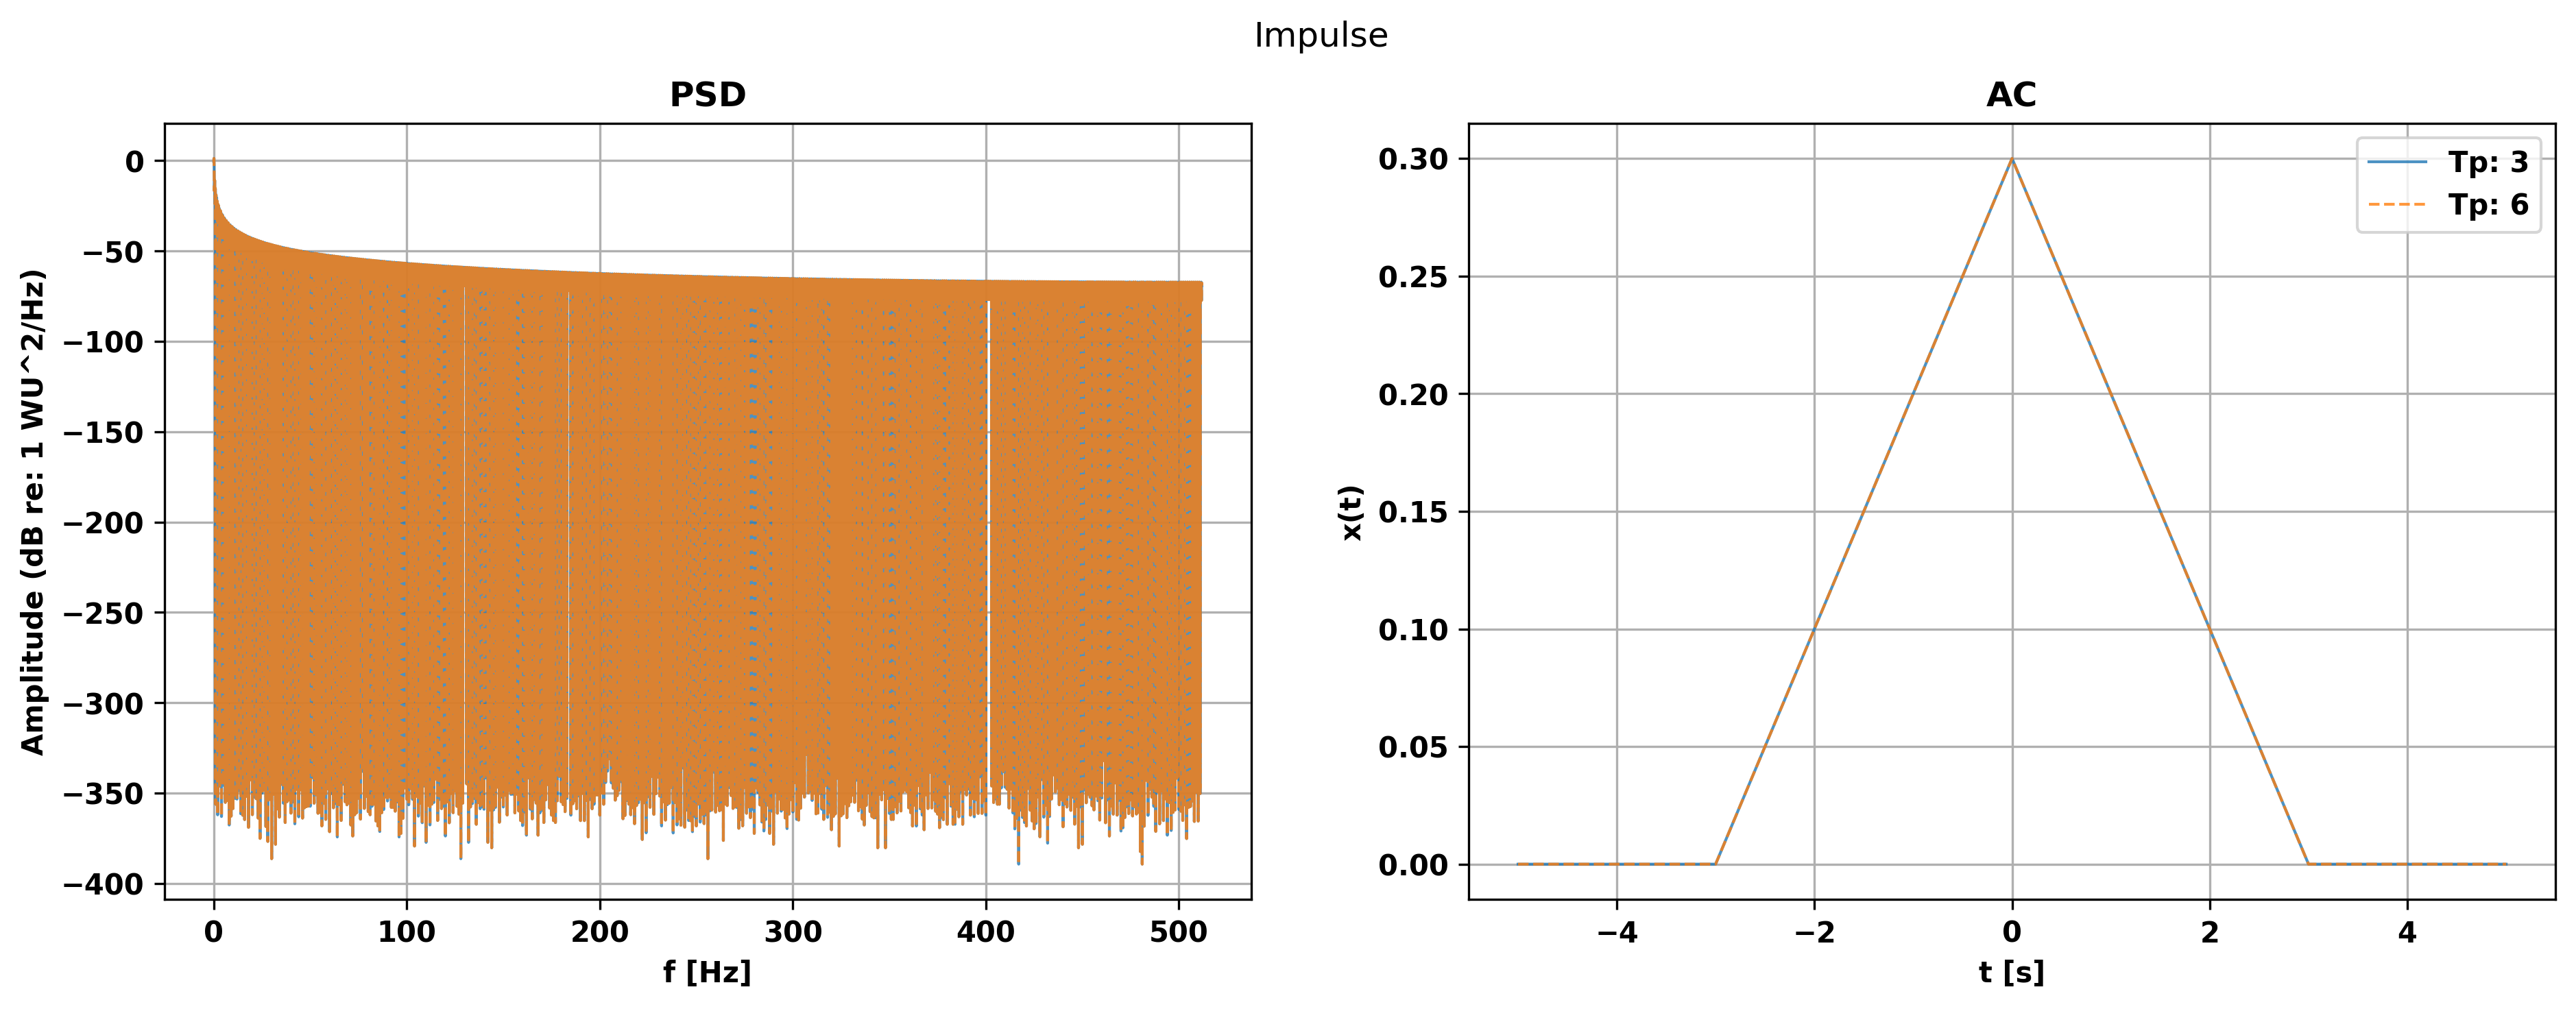 Impulse
PSD
0
−50
−100
−150
−200
−250
−300
−350
−400
Amplitude (dB re: 1 WU^2/Hz)
0 100 200 300 400 500
f [Hz]
AC
Tp: 3
Tp: 6
0.30
0.25
0.20
0.15
0.10
0.05
0.00
x(t)
−4 −2 0 2 4
t [s]